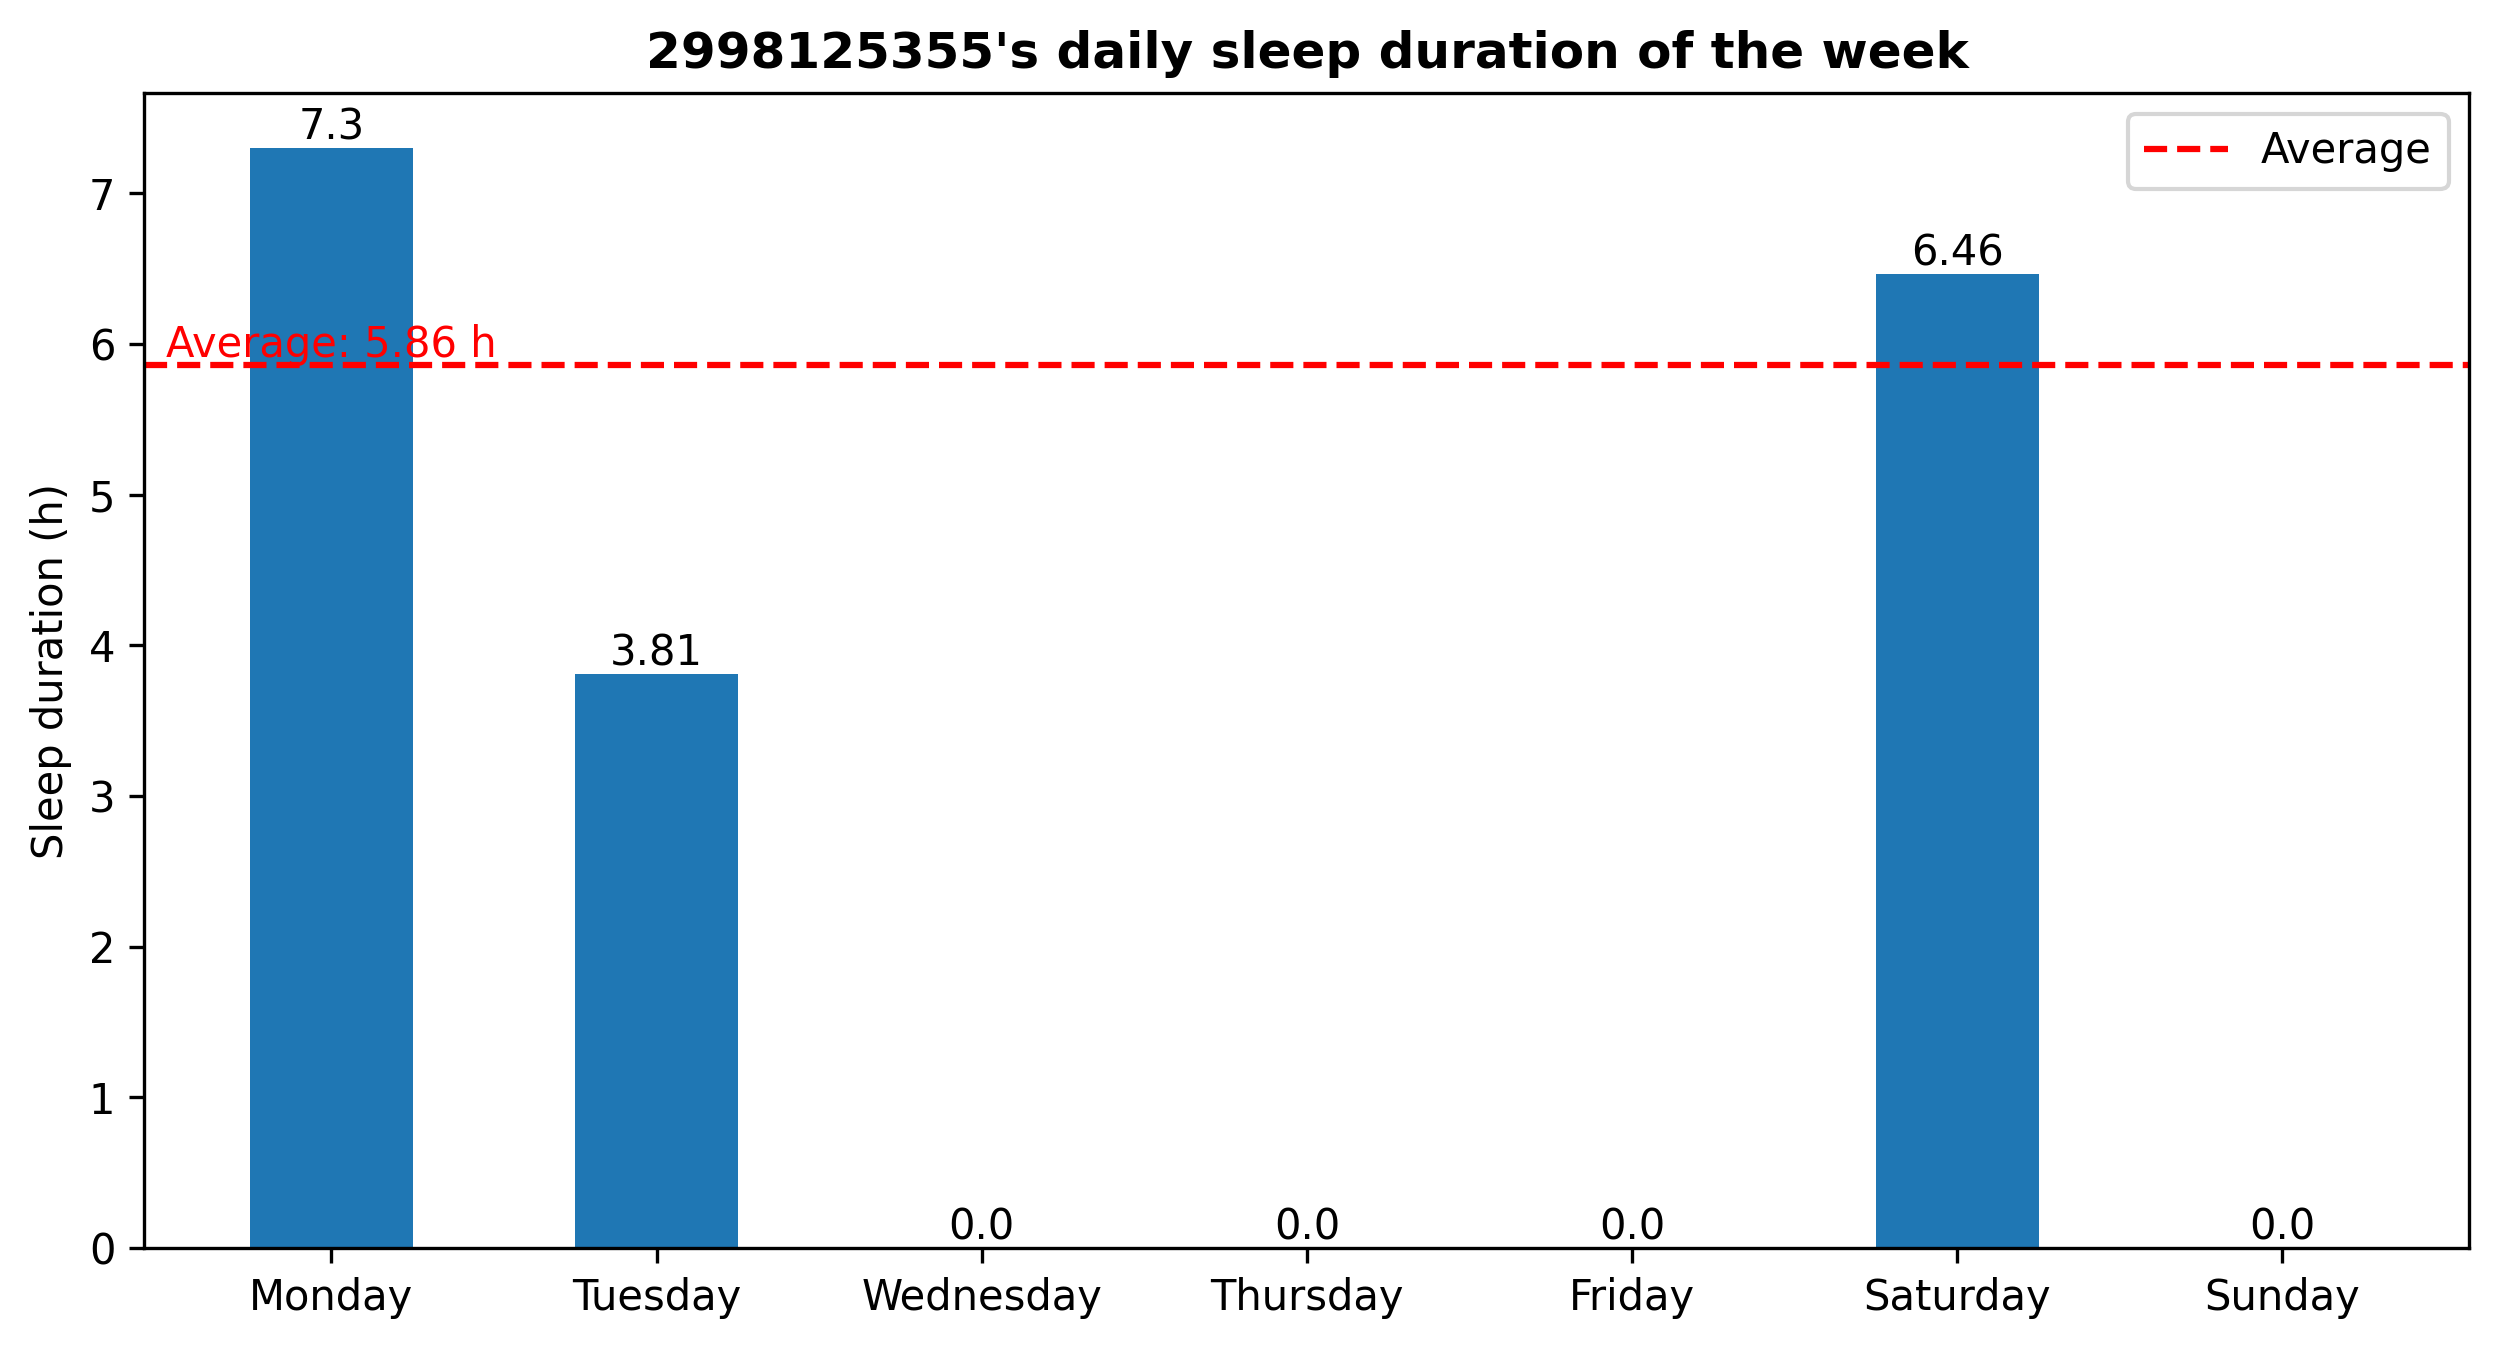 2998125355's daily sleep duration of the week
Average
7.3
6.46
Average: 5.86 h
3.81
0.0
0.0
0.0
0.0
Sleep duration (h)
7
6
5
4
3
2
1
0
Monday
Tuesday
Wednesday
Thursday
Friday
Saturday
Sunday